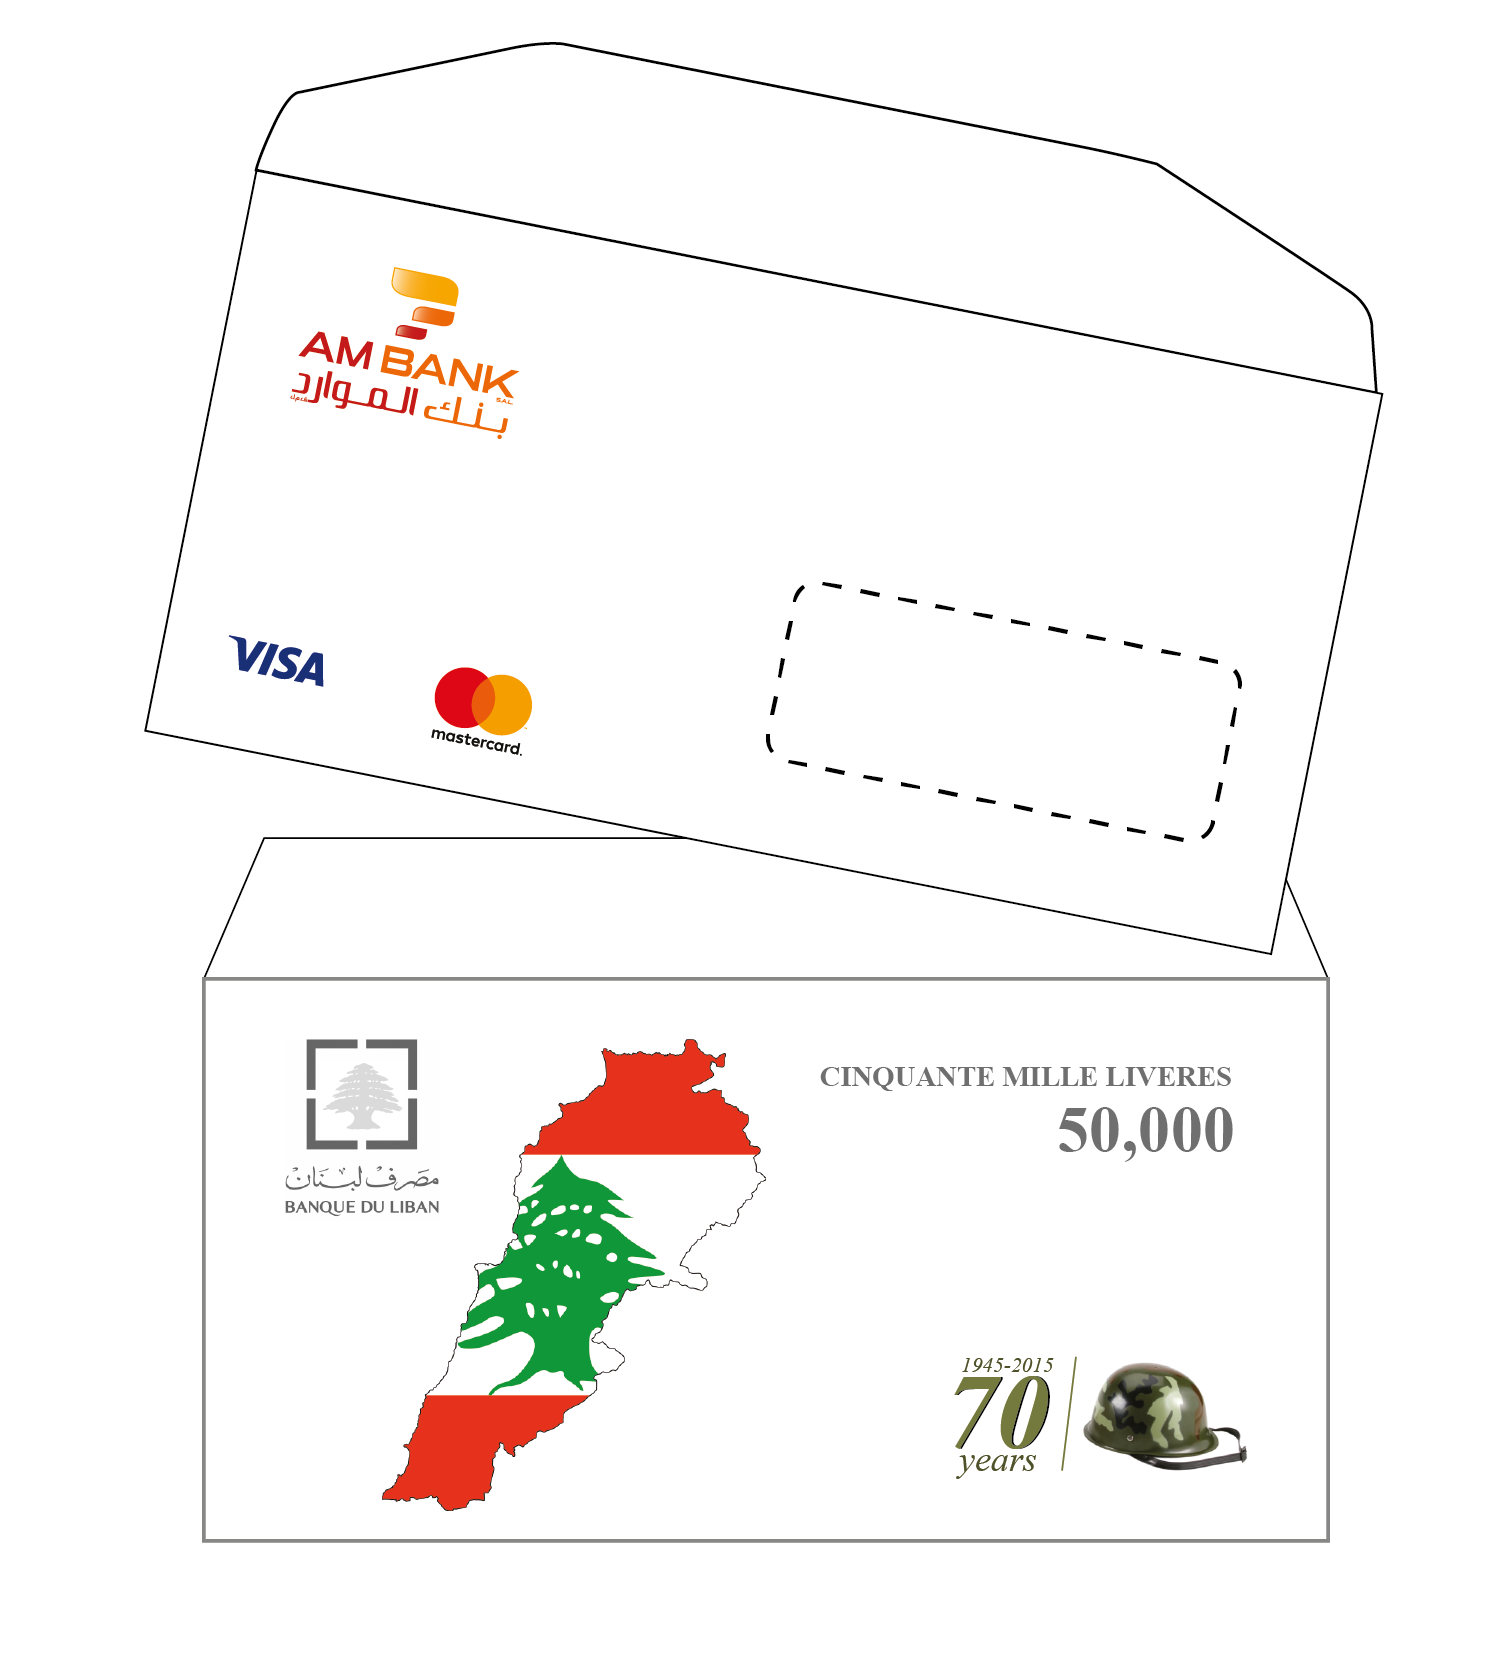 AM BANK
S.A.L.
بنك الموارد
ش.م.ل.
VISA
mastercard.
CINQUANTE MILLE LIVERES
50,000
مصرف لبنان
BANQUE DU LIBAN
1945-2015
70
years